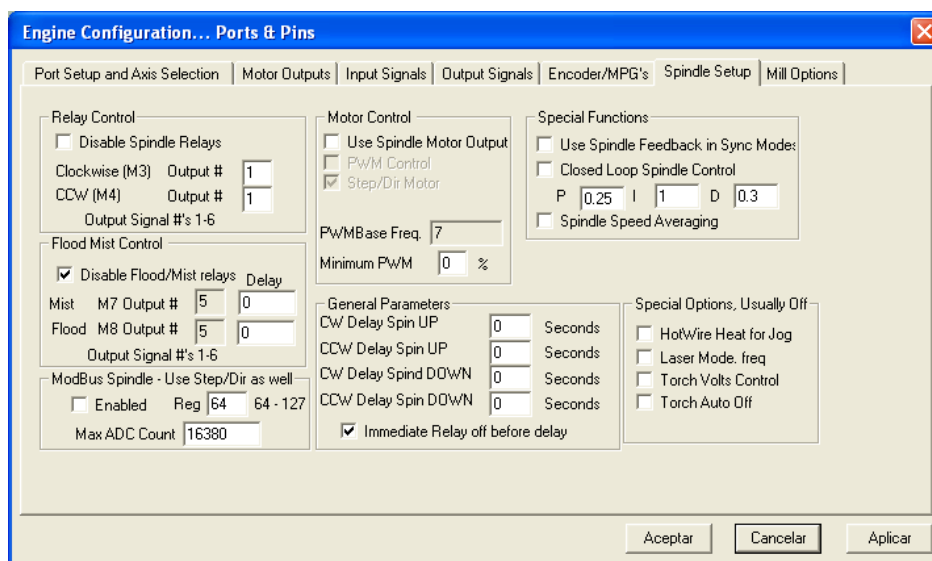 Engine Configuration... Ports & Pins
Port Setup and Axis Selection
Motor Outputs
Input Signals
Output Signals
Encoder/MPG's
Spindle Setup
Mill Options
Relay Control
Disable Spindle Relays
Clockwise (M3) Output # 1
CCW (M4) Output # 1
Output Signal #'s 1-6
Flood Mist Control
Disable Flood/Mist relays Delay
Mist M7 Output # 5 0
Flood M8 Output # 5 0
Output Signal #'s 1-6
ModBus Spindle - Use Step/Dir as well
Enabled Reg 64 64 - 127
Max ADC Count 16380
Motor Control
Use Spindle Motor Output
PWM Control
Step/Dir Motor
PWMBase Freq. 7
Minimum PWM 0 %
General Parameters
CW Delay Spin UP 0 Seconds
CCW Delay Spin UP 0 Seconds
CW Delay Spind DOWN 0 Seconds
CCW Delay Spin DOWN 0 Seconds
Immediate Relay off before delay
Special Functions
Use Spindle Feedback in Sync Modes
Closed Loop Spindle Control
P 0.25 I 1 D 0.3
Spindle Speed Averaging
Special Options, Usually Off
HotWire Heat for Jog
Laser Mode. freq
Torch Volts Control
Torch Auto Off
Aceptar
Cancelar
Aplicar